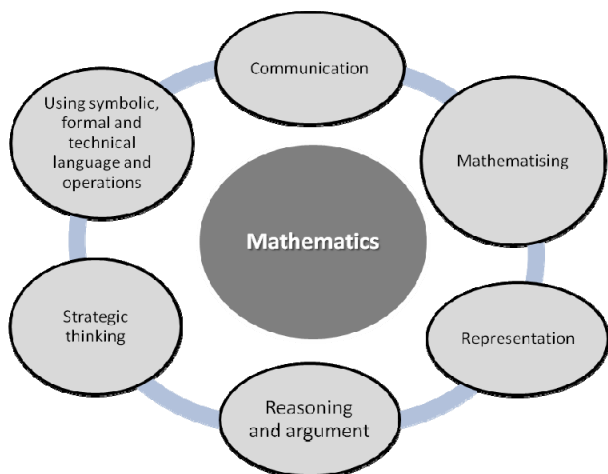 Communication
Using symbolic,
formal and
technical
language and
operations
Mathematising
Mathematics
Strategic
thinking
Representation
Reasoning
and argument